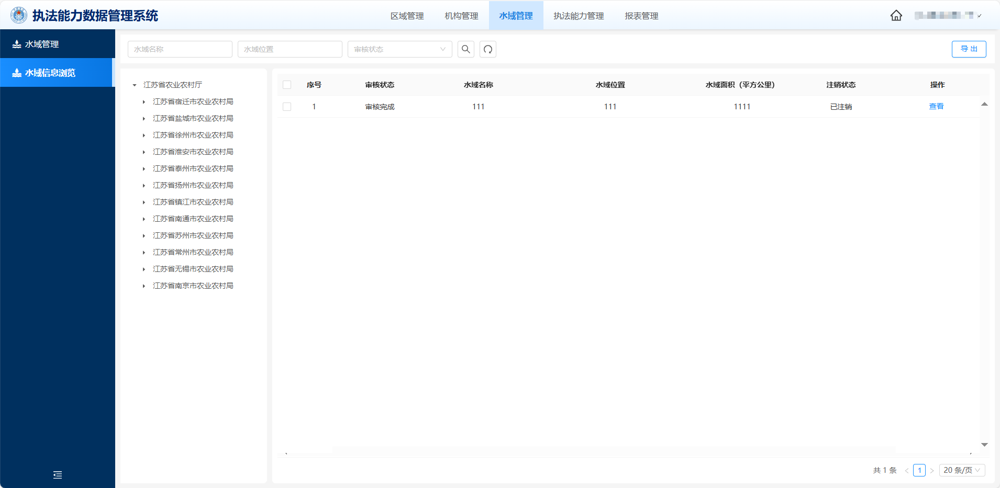 执法能力数据管理系统
区域管理 机构管理 水域管理 执法能力管理 报表管理
水域管理
水域信息浏览
水域名称 水域位置 审核状态 导 出
江苏省农业农村厅
江苏省宿迁市农业农村局
江苏省盐城市农业农村局
江苏省徐州市农业农村局
江苏省淮安市农业农村局
江苏省泰州市农业农村局
江苏省扬州市农业农村局
江苏省镇江市农业农村局
江苏省南通市农业农村局
江苏省苏州市农业农村局
江苏省常州市农业农村局
江苏省无锡市农业农村局
江苏省南京市农业农村局
序号 审核状态 水域名称 水域位置 水域面积（平方公里） 注销状态 操作
1 审核完成 111 111 1111 已注销 查看
共 1 条 < 1 > 20 条/页